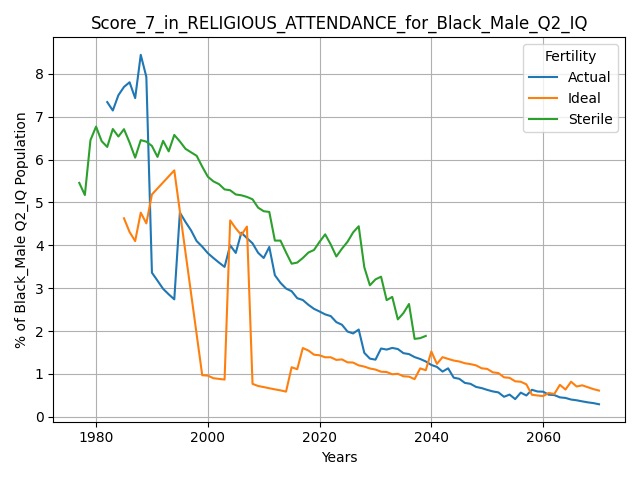 Score_7_in_RELIGIOUS_ATTENDANCE_for_Black_Male_Q2_IQ
Fertility
Actual
Ideal
Sterile
% of Black_Male Q2_IQ Population
8
7
6
5
4
3
2
1
0
1980 2000 2020 2040 2060
Years